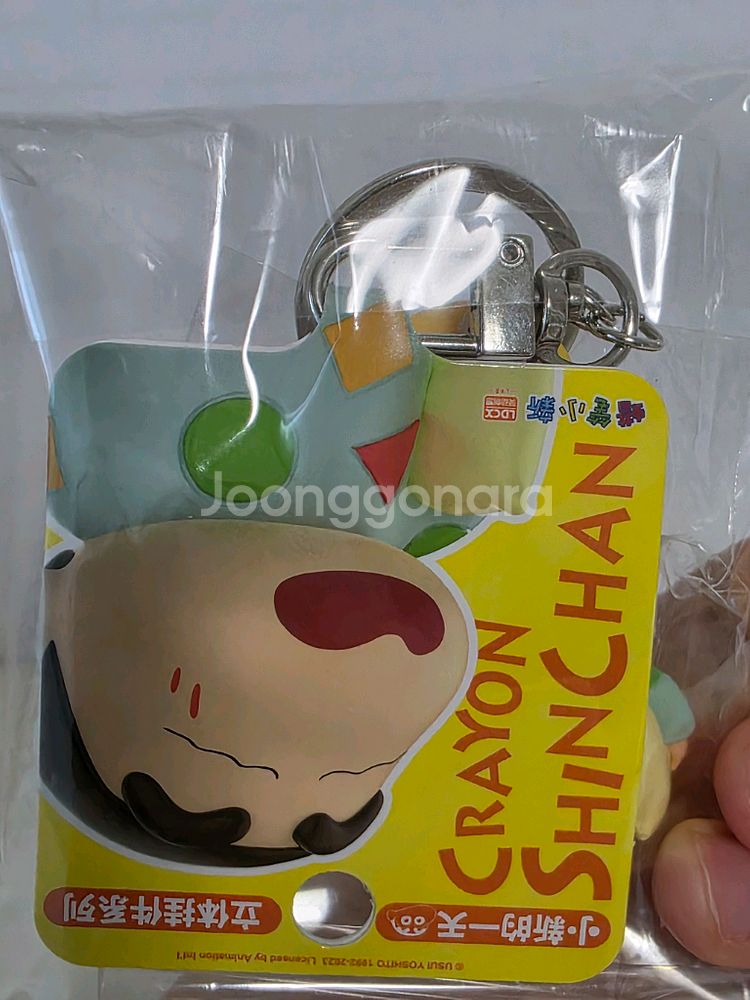 © USUI YOSHITO 1992-2023 Licensed by Animation Int'l
小新的一天
立体挂件系列
CRAYON
SHINCHAN
蜡笔小新
LDCX
Joonggonara